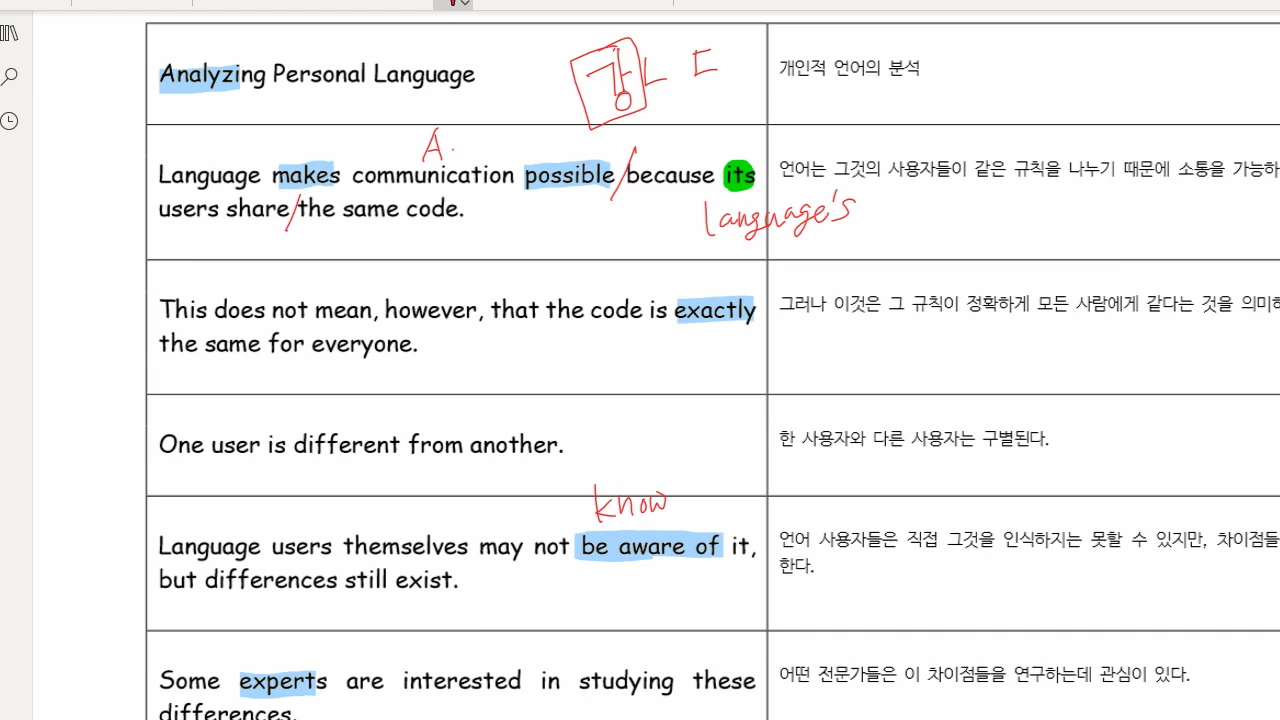 Analyzing Personal Language
강
ㄴ ㄷ
개인적 언어의 분석
A.
Language makes communication possible / because its
users share / the same code.
language's
언어는 그것의 사용자들이 같은 규칙을 나누기 때문에 소통을 가능하
This does not mean, however, that the code is exactly
the same for everyone.
그러나 이것은 그 규칙이 정확하게 모든 사람에게 같다는 것을 의미하
One user is different from another.
한 사용자와 다른 사용자는 구별된다.
know
Language users themselves may not be aware of it,
but differences still exist.
언어 사용자들은 직접 그것을 인식하지는 못할 수 있지만, 차이점들
한다.
Some experts are interested in studying these
differences.
어떤 전문가들은 이 차이점들을 연구하는데 관심이 있다.